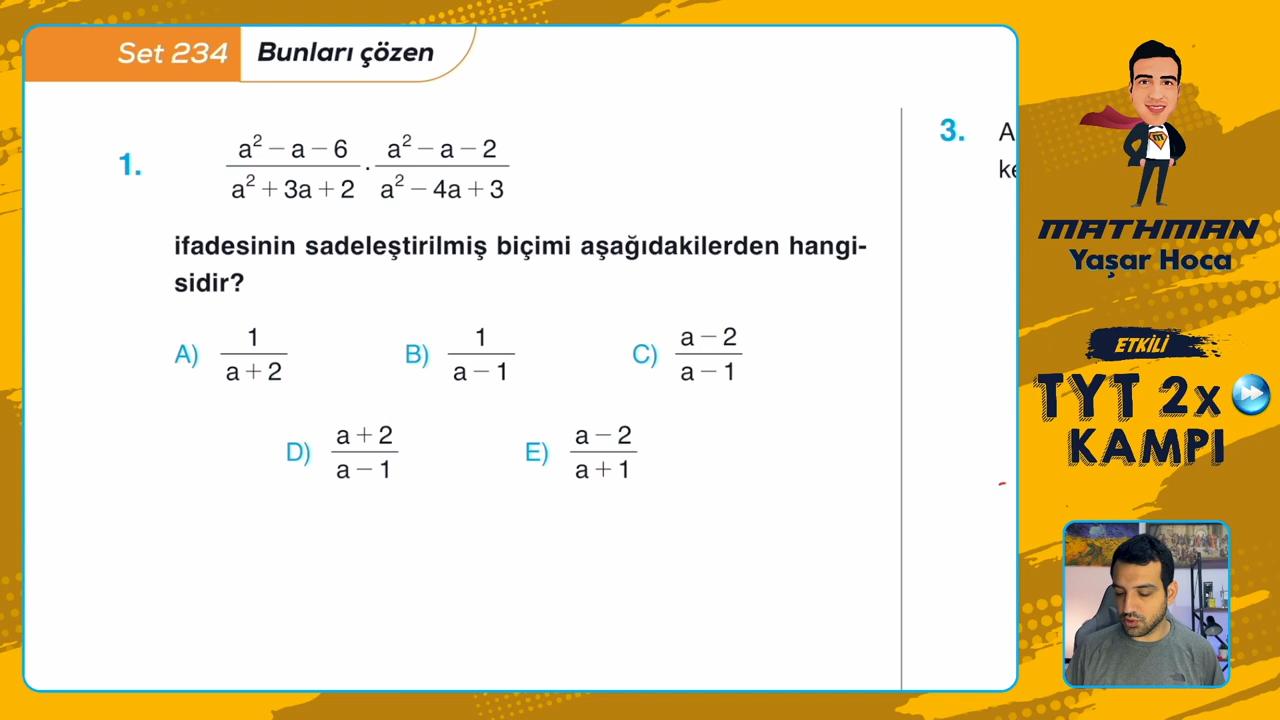 Set 234 Bunları çözen
1. a² − a − 6 / a² + 3a + 2 · a² − a − 2 / a² − 4a + 3
ifadesinin sadeleştirilmiş biçimi aşağıdakilerden hangi-
sidir?
A) 1 / a + 2 B) 1 / a − 1 C) a − 2 / a − 1
D) a + 2 / a − 1 E) a − 2 / a + 1
3. A
ke
MATHMAN
Yaşar Hoca
ETKİLİ
TYT 2x
KAMPI